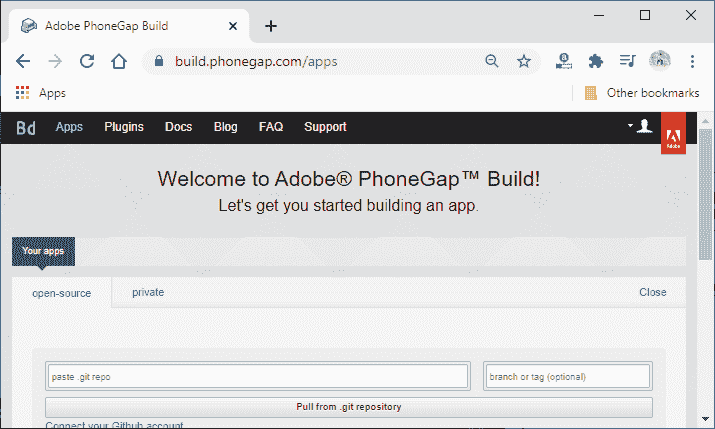 Adobe PhoneGap Build
build.phonegap.com/apps
Apps
Other bookmarks
Bd Apps Plugins Docs Blog FAQ Support
Adobe
Welcome to Adobe® PhoneGap™ Build!
Let's get you started building an app.
Your apps
open-source private Close
paste .git repo branch or tag (optional)
Pull from .git repository
Connect your Github account